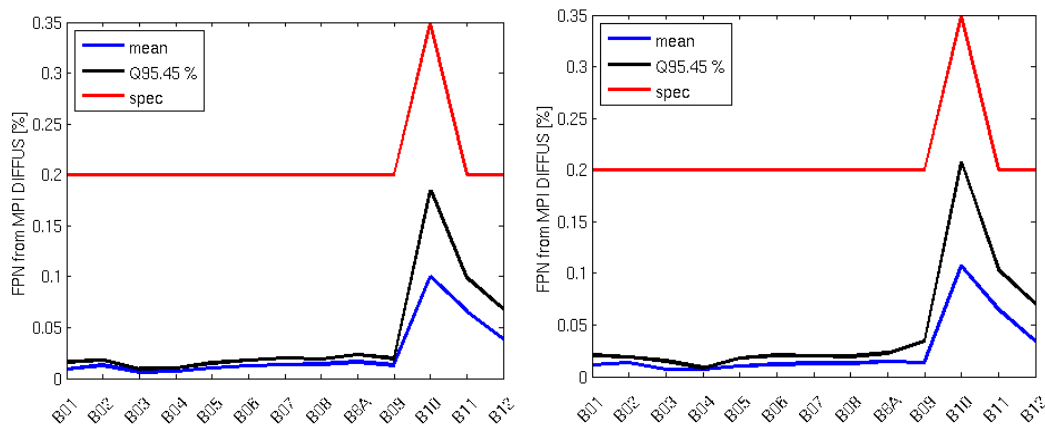 0.35
0.3
0.25
0.2
0.15
0.1
0.05
0
FPN from MPI DIFFUS [%]
mean
Q95.45 %
spec
B01
B02
B03
B04
B05
B06
B07
B08
B8A
B09
B10
B11
B12
0.35
0.3
0.25
0.2
0.15
0.1
0.05
0
FPN from MPI DIFFUS [%]
mean
Q95.45 %
spec
B01
B02
B03
B04
B05
B06
B07
B08
B8A
B09
B10
B11
B12